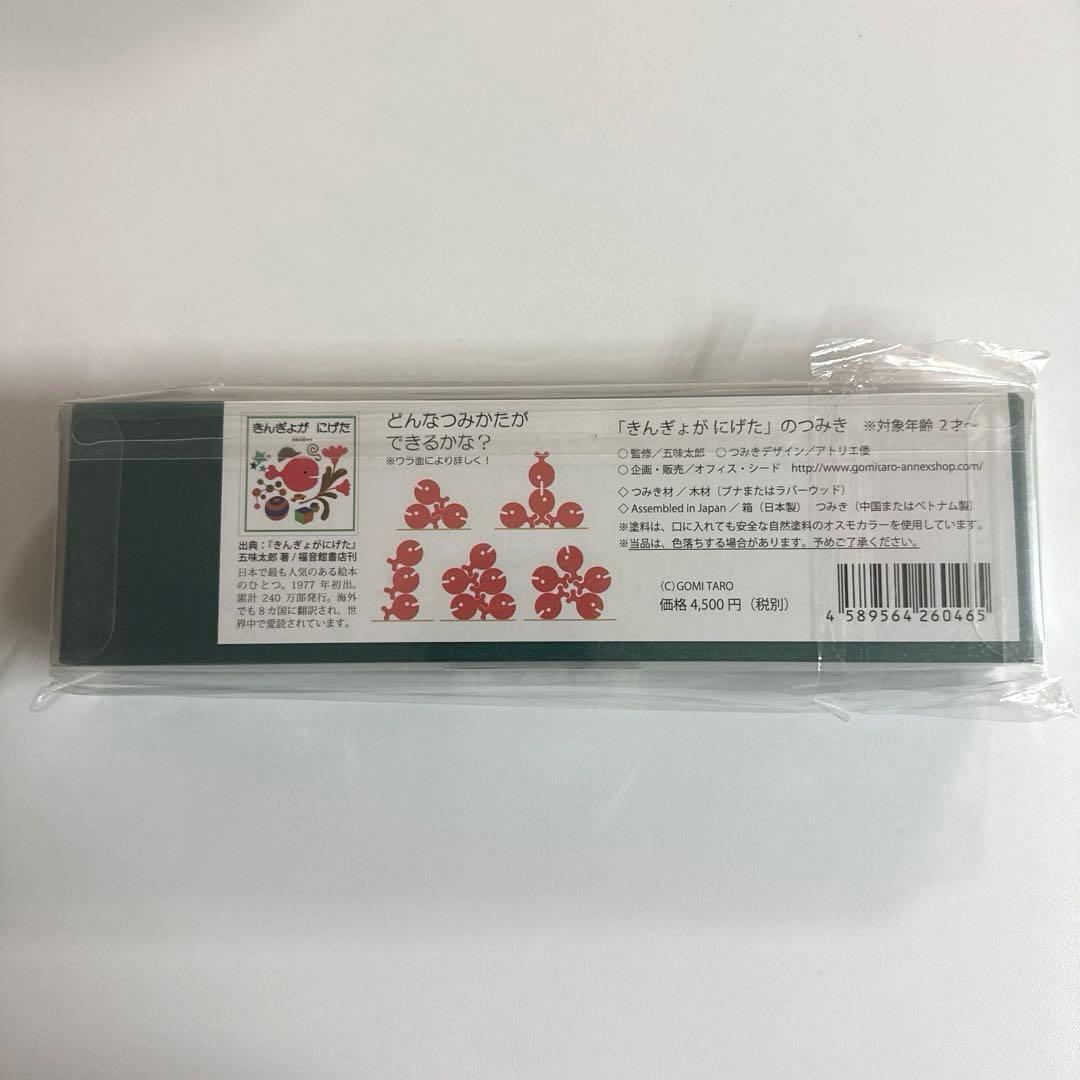 きんぎょが にげた
出典：『きんぎょがにげた』
五味太郎 著 / 福音館書店刊
日本で最も人気のある絵本
のひとつ。1977 年初出。
累計 240 万部発行。海外
でも 8 カ国に翻訳され、世
界中で愛読されています。
どんなつみかたが
できるかな？
※ウラ面により詳しく！
「きんぎょが にげた」のつみき ※対象年齢 2才〜
○ 監修／五味太郎 ○ つみきデザイン／アトリエ倭
○ 企画・販売／オフィス・シード http://www.gomitaro-annexshop.com/
◇ つみき材 ／ 木材（ブナまたはラバーウッド）
◇ Assembled in Japan ／ 箱（日本製） つみき（中国またはベトナム製）
※塗料は、口に入れても安全な自然塗料のオスモカラーを使用しています。
※当品は、色落ちする場合があります。予めご了承ください。
(C) GOMI TARO
価格 4,500 円（税別）
4 589564 260465